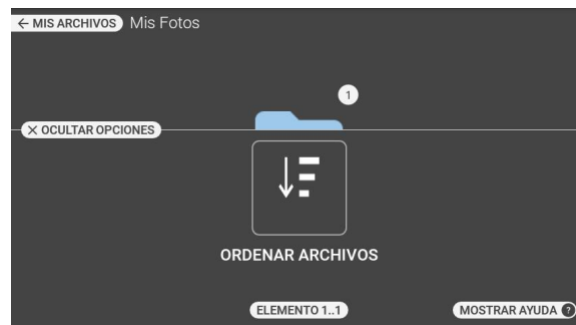 ← MIS ARCHIVOS Mis Fotos
1
× OCULTAR OPCIONES
ORDENAR ARCHIVOS
ELEMENTO 1..1
MOSTRAR AYUDA ?